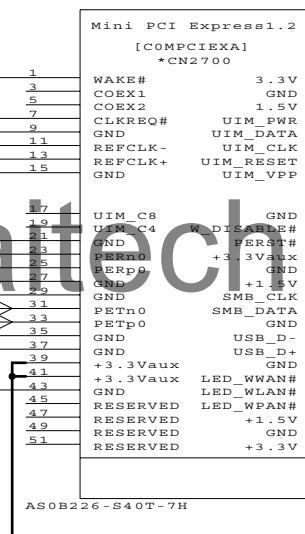 Mini PCI Express1.2
[C0MPCIEXA]
*CN2700
1 WAKE# 3.3V
3 COEX1 GND
5 COEX2 1.5V
7 CLKREQ# UIM_PWR
9 GND UIM_DATA
11 REFCLK- UIM_CLK
13 REFCLK+ UIM_RESET
15 GND UIM_VPP
17 UIM_C8 GND
19 UIM_C4 W_DISABLE#
21 GND PERST#
23 PERn0 +3.3Vaux
25 PERp0 GND
27 GND +1.5V
29 GND SMB_CLK
31 PETn0 SMB_DATA
33 PETp0 GND
35 GND USB_D-
37 GND USB_D+
39 +3.3Vaux GND
41 +3.3Vaux LED_WWAN#
43 GND LED_WLAN#
45 RESERVED LED_WPAN#
47 RESERVED +1.5V
49 RESERVED GND
51 RESERVED +3.3V
AS0B226-S40T-7H
aitech